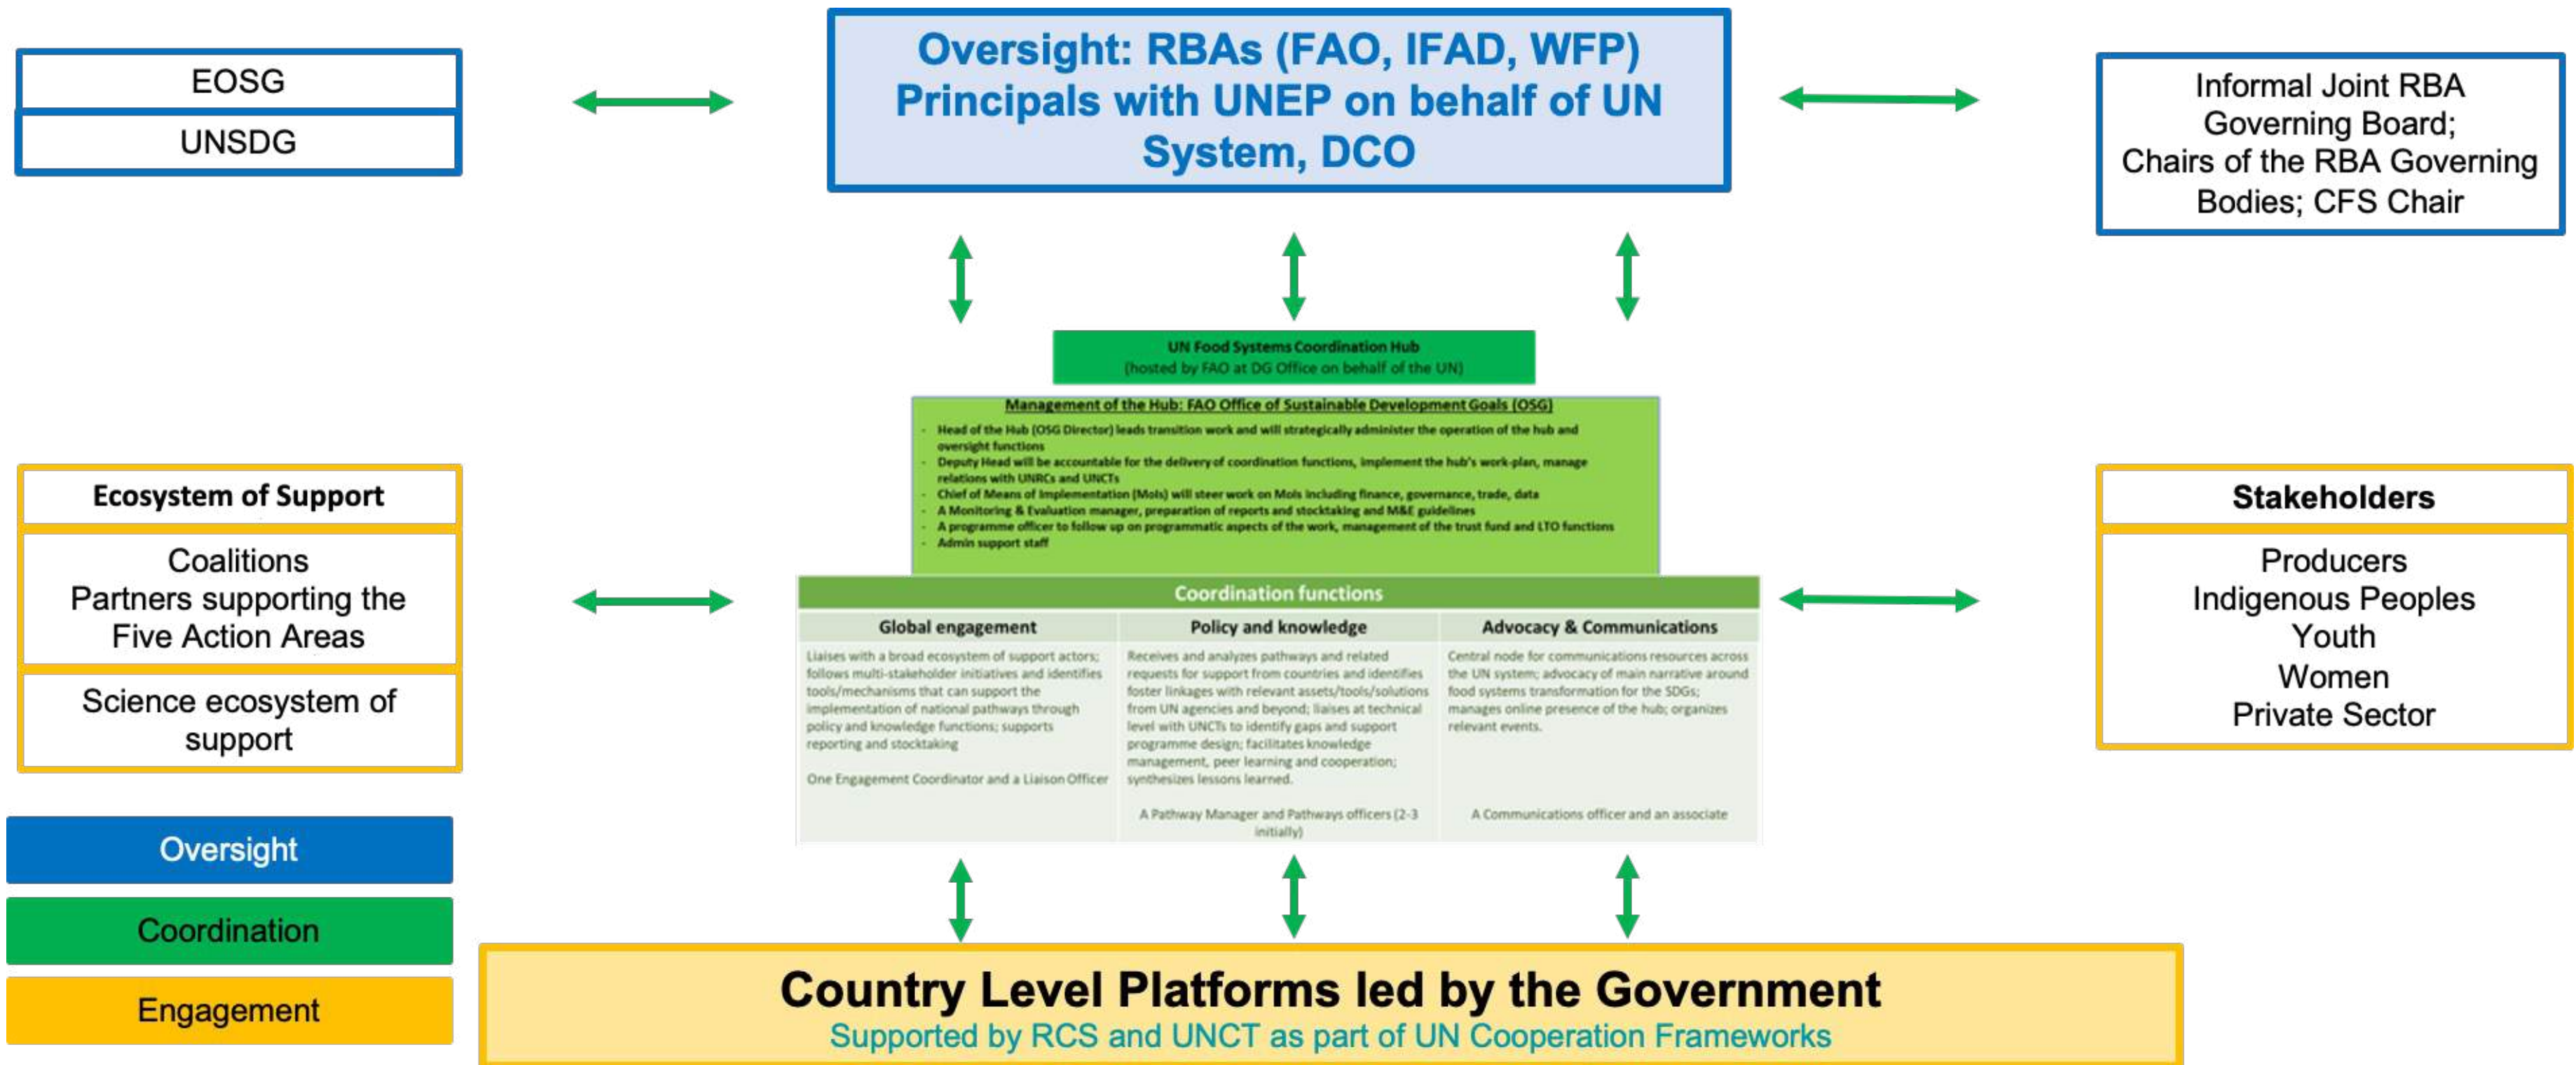 EOSG
UNSDG
Oversight: RBAs (FAO, IFAD, WFP)
Principals with UNEP on behalf of UN
System, DCO
Informal Joint RBA
Governing Board;
Chairs of the RBA Governing
Bodies; CFS Chair
UN Food Systems Coordination Hub
(hosted by FAO at DG Office on behalf of the UN)
Management of the Hub: FAO Office of Sustainable Development Goals (OSG)
- Head of the Hub (OSG Director) leads transition work and will strategically administer the operation of the hub and
oversight functions
- Deputy Head will be accountable for the delivery of coordination functions, implement the hub's work-plan, manage
relations with UNRCs and UNCTs
- Chief of Means of Implementation (MoIs) will steer work on MoIs including finance, governance, trade, data
- A Monitoring & Evaluation manager, preparation of reports and stocktaking and M&E guidelines
- A programme officer to follow up on programmatic aspects of the work, management of the trust fund and LTO functions
- Admin support staff
Ecosystem of Support
Coalitions
Partners supporting the
Five Action Areas
Science ecosystem of
support
Coordination functions
Global engagement
Liaises with a broad ecosystem of support actors;
follows multi-stakeholder initiatives and identifies
tools/mechanisms that can support the
implementation of national pathways through
policy and knowledge functions; supports
reporting and stocktaking
One Engagement Coordinator and a Liaison Officer
Policy and knowledge
Receives and analyzes pathways and related
requests for support from countries and identifies
foster linkages with relevant assets/tools/solutions
from UN agencies and beyond; liaises at technical
level with UNCTs to identify gaps and support
programme design; facilitates knowledge
management, peer learning and cooperation;
synthesizes lessons learned.
A Pathway Manager and Pathways officers (2-3
initially)
Advocacy & Communications
Central node for communications resources across
the UN system; advocacy of main narrative around
food systems transformation for the SDGs;
manages online presence of the hub; organizes
relevant events.
A Communications officer and an associate
Stakeholders
Producers
Indigenous Peoples
Youth
Women
Private Sector
Oversight
Coordination
Engagement
Country Level Platforms led by the Government
Supported by RCS and UNCT as part of UN Cooperation Frameworks